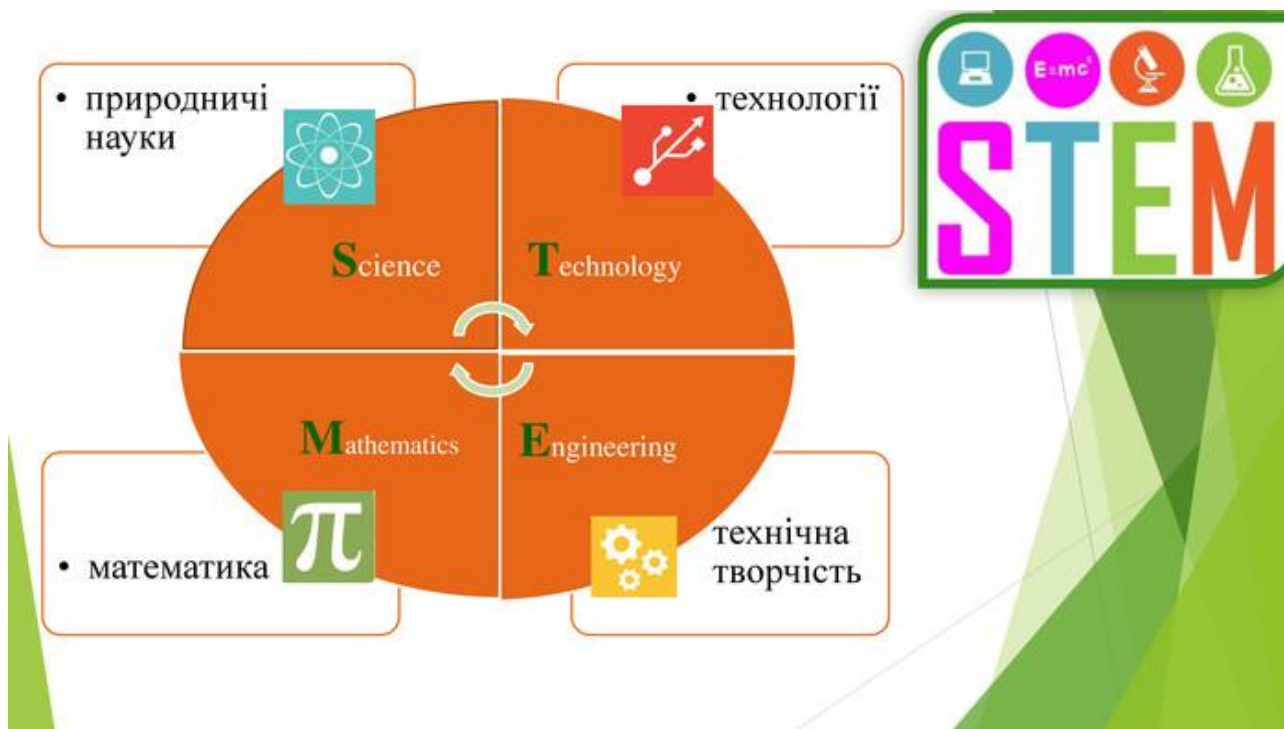 • природничі
науки
• технології
E=mc²
STEM
Science
Technology
Mathematics
Engineering
• математика
π
технічна
творчість